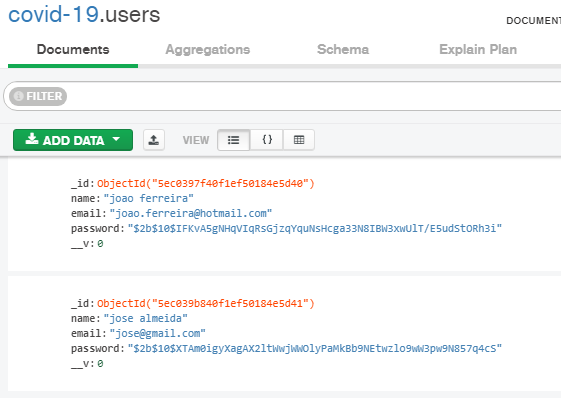 covid-19.users
DOCUMENT
Documents Aggregations Schema Explain Plan
FILTER
ADD DATA VIEW { }
_id: ObjectId("5ec0397f40f1ef50184e5d40")
name: "joao ferreira"
email: "joao.ferreira@hotmail.com"
password: "$2b$10$IFKvA5gNHqVIqRsGjzqYquNsHcga33N8IBW3xwUlT/E5udStORh3i"
__v: 0
_id: ObjectId("5ec039b840f1ef50184e5d41")
name: "jose almeida"
email: "jose@gmail.com"
password: "$2b$10$XTAm0igyXagAX2ltWwjWWOlyPaMkBb9NEtwzlo9wW3pw9N857q4cS"
__v: 0